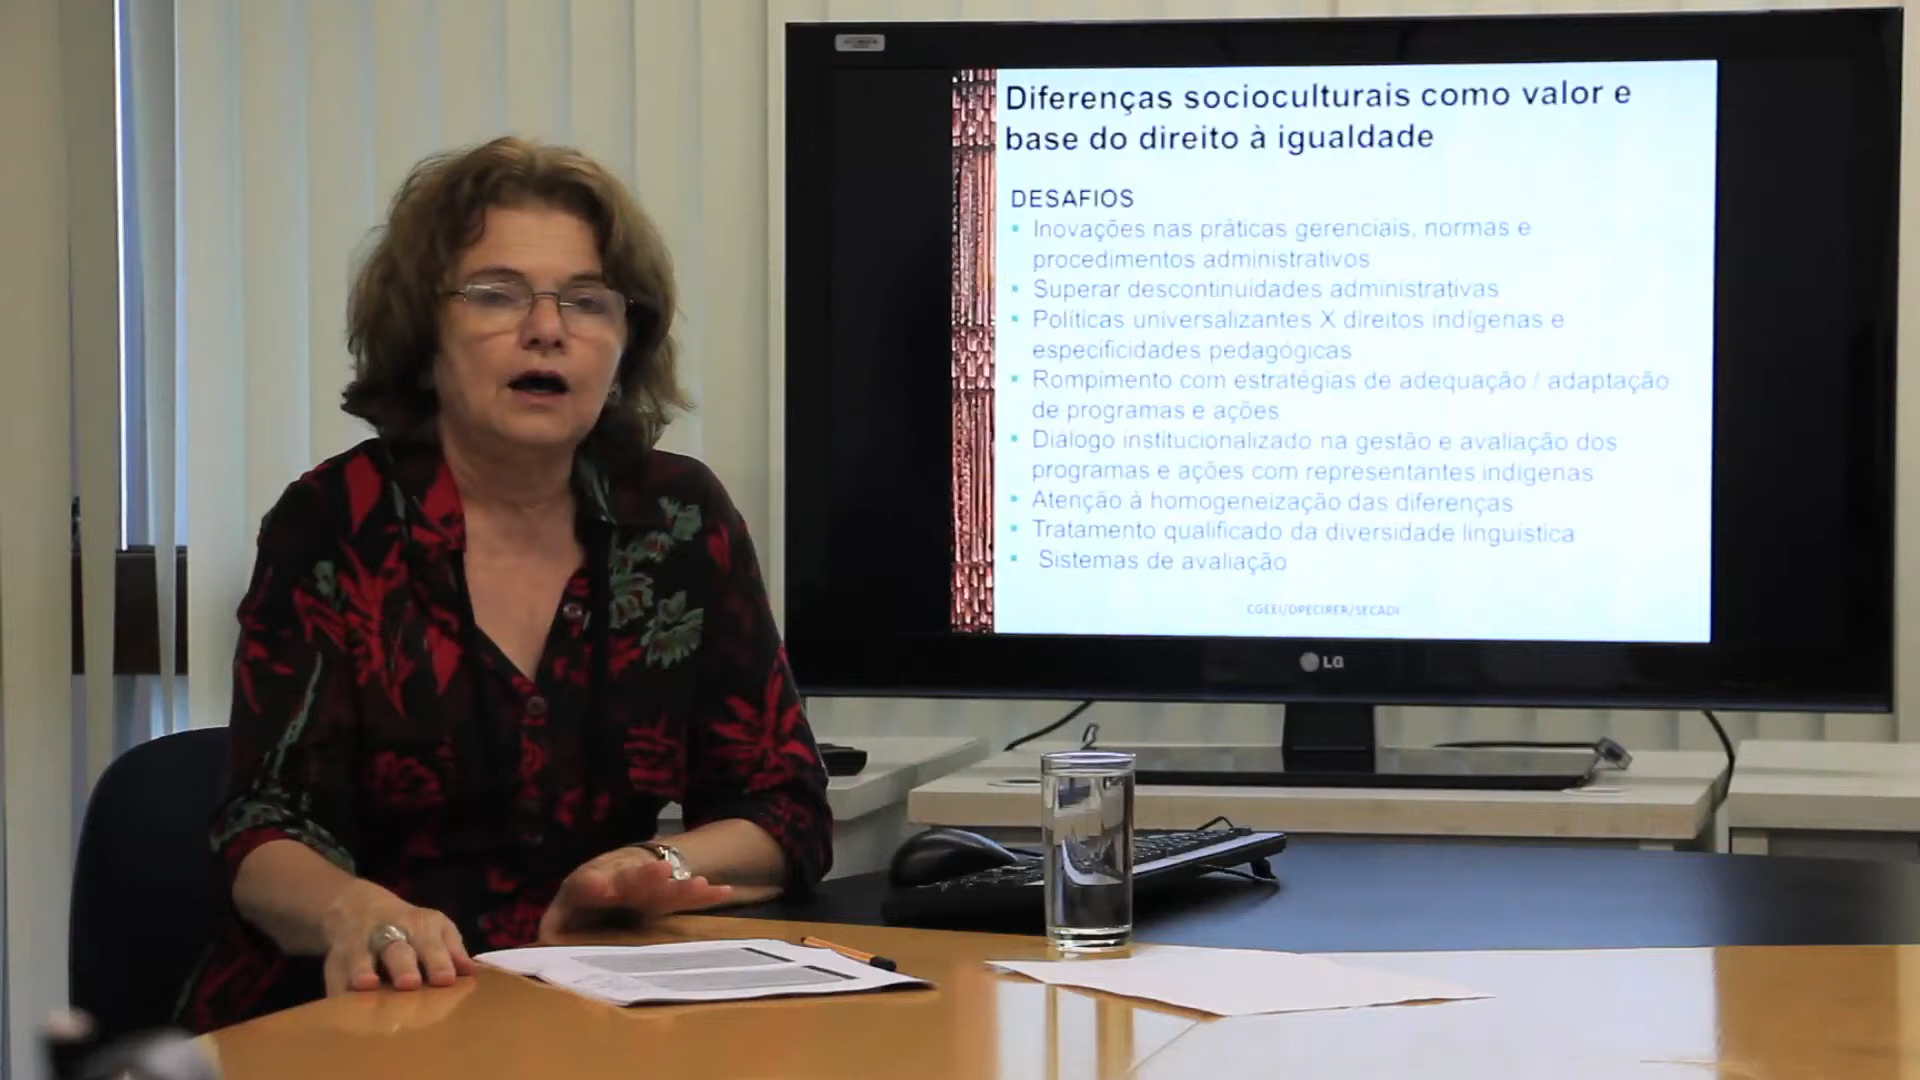 Diferenças socioculturais como valor e
base do direito à igualdade
DESAFIOS
▪ Inovações nas práticas gerenciais, normas e
procedimentos administrativos
▪ Superar descontinuidades administrativas
▪ Políticas universalizantes X direitos indígenas e
especificidades pedagógicas
▪ Rompimento com estratégias de adequação / adaptação
de programas e ações
▪ Diálogo institucionalizado na gestão e avaliação dos
programas e ações com representantes indígenas
▪ Atenção à homogeneização das diferenças
▪ Tratamento qualificado da diversidade linguística
▪ Sistemas de avaliação
CGEEI/DPECIRER/SECADI
LG